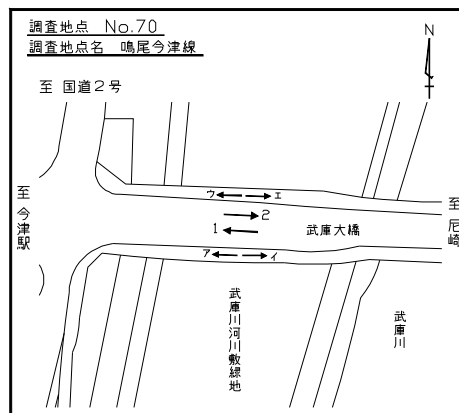 調査地点 No.70
調査地点名 鳴尾今津線
N
至 国道2号
至 今津駅
ウ エ
2
1
武庫大橋
至 尼崎
ア イ
武庫川河川敷緑地
武庫川